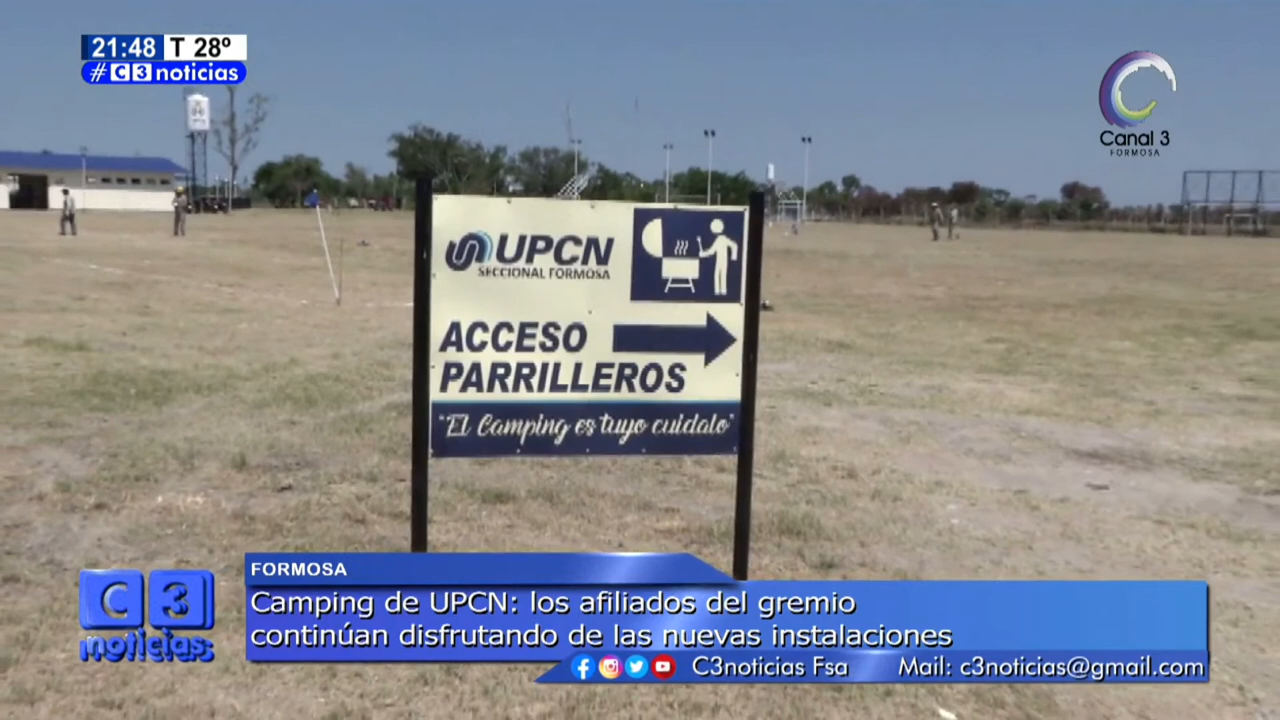 21:48 T 28º
#C3noticias
Canal 3
FORMOSA
UPCN
SECCIONAL FORMOSA
ACCESO
PARRILLEROS
"El Camping es tuyo cuidalo"
FORMOSA
Camping de UPCN: los afiliados del gremio
continúan disfrutando de las nuevas instalaciones
C3
noticias
C3noticias Fsa Mail: c3noticias@gmail.com